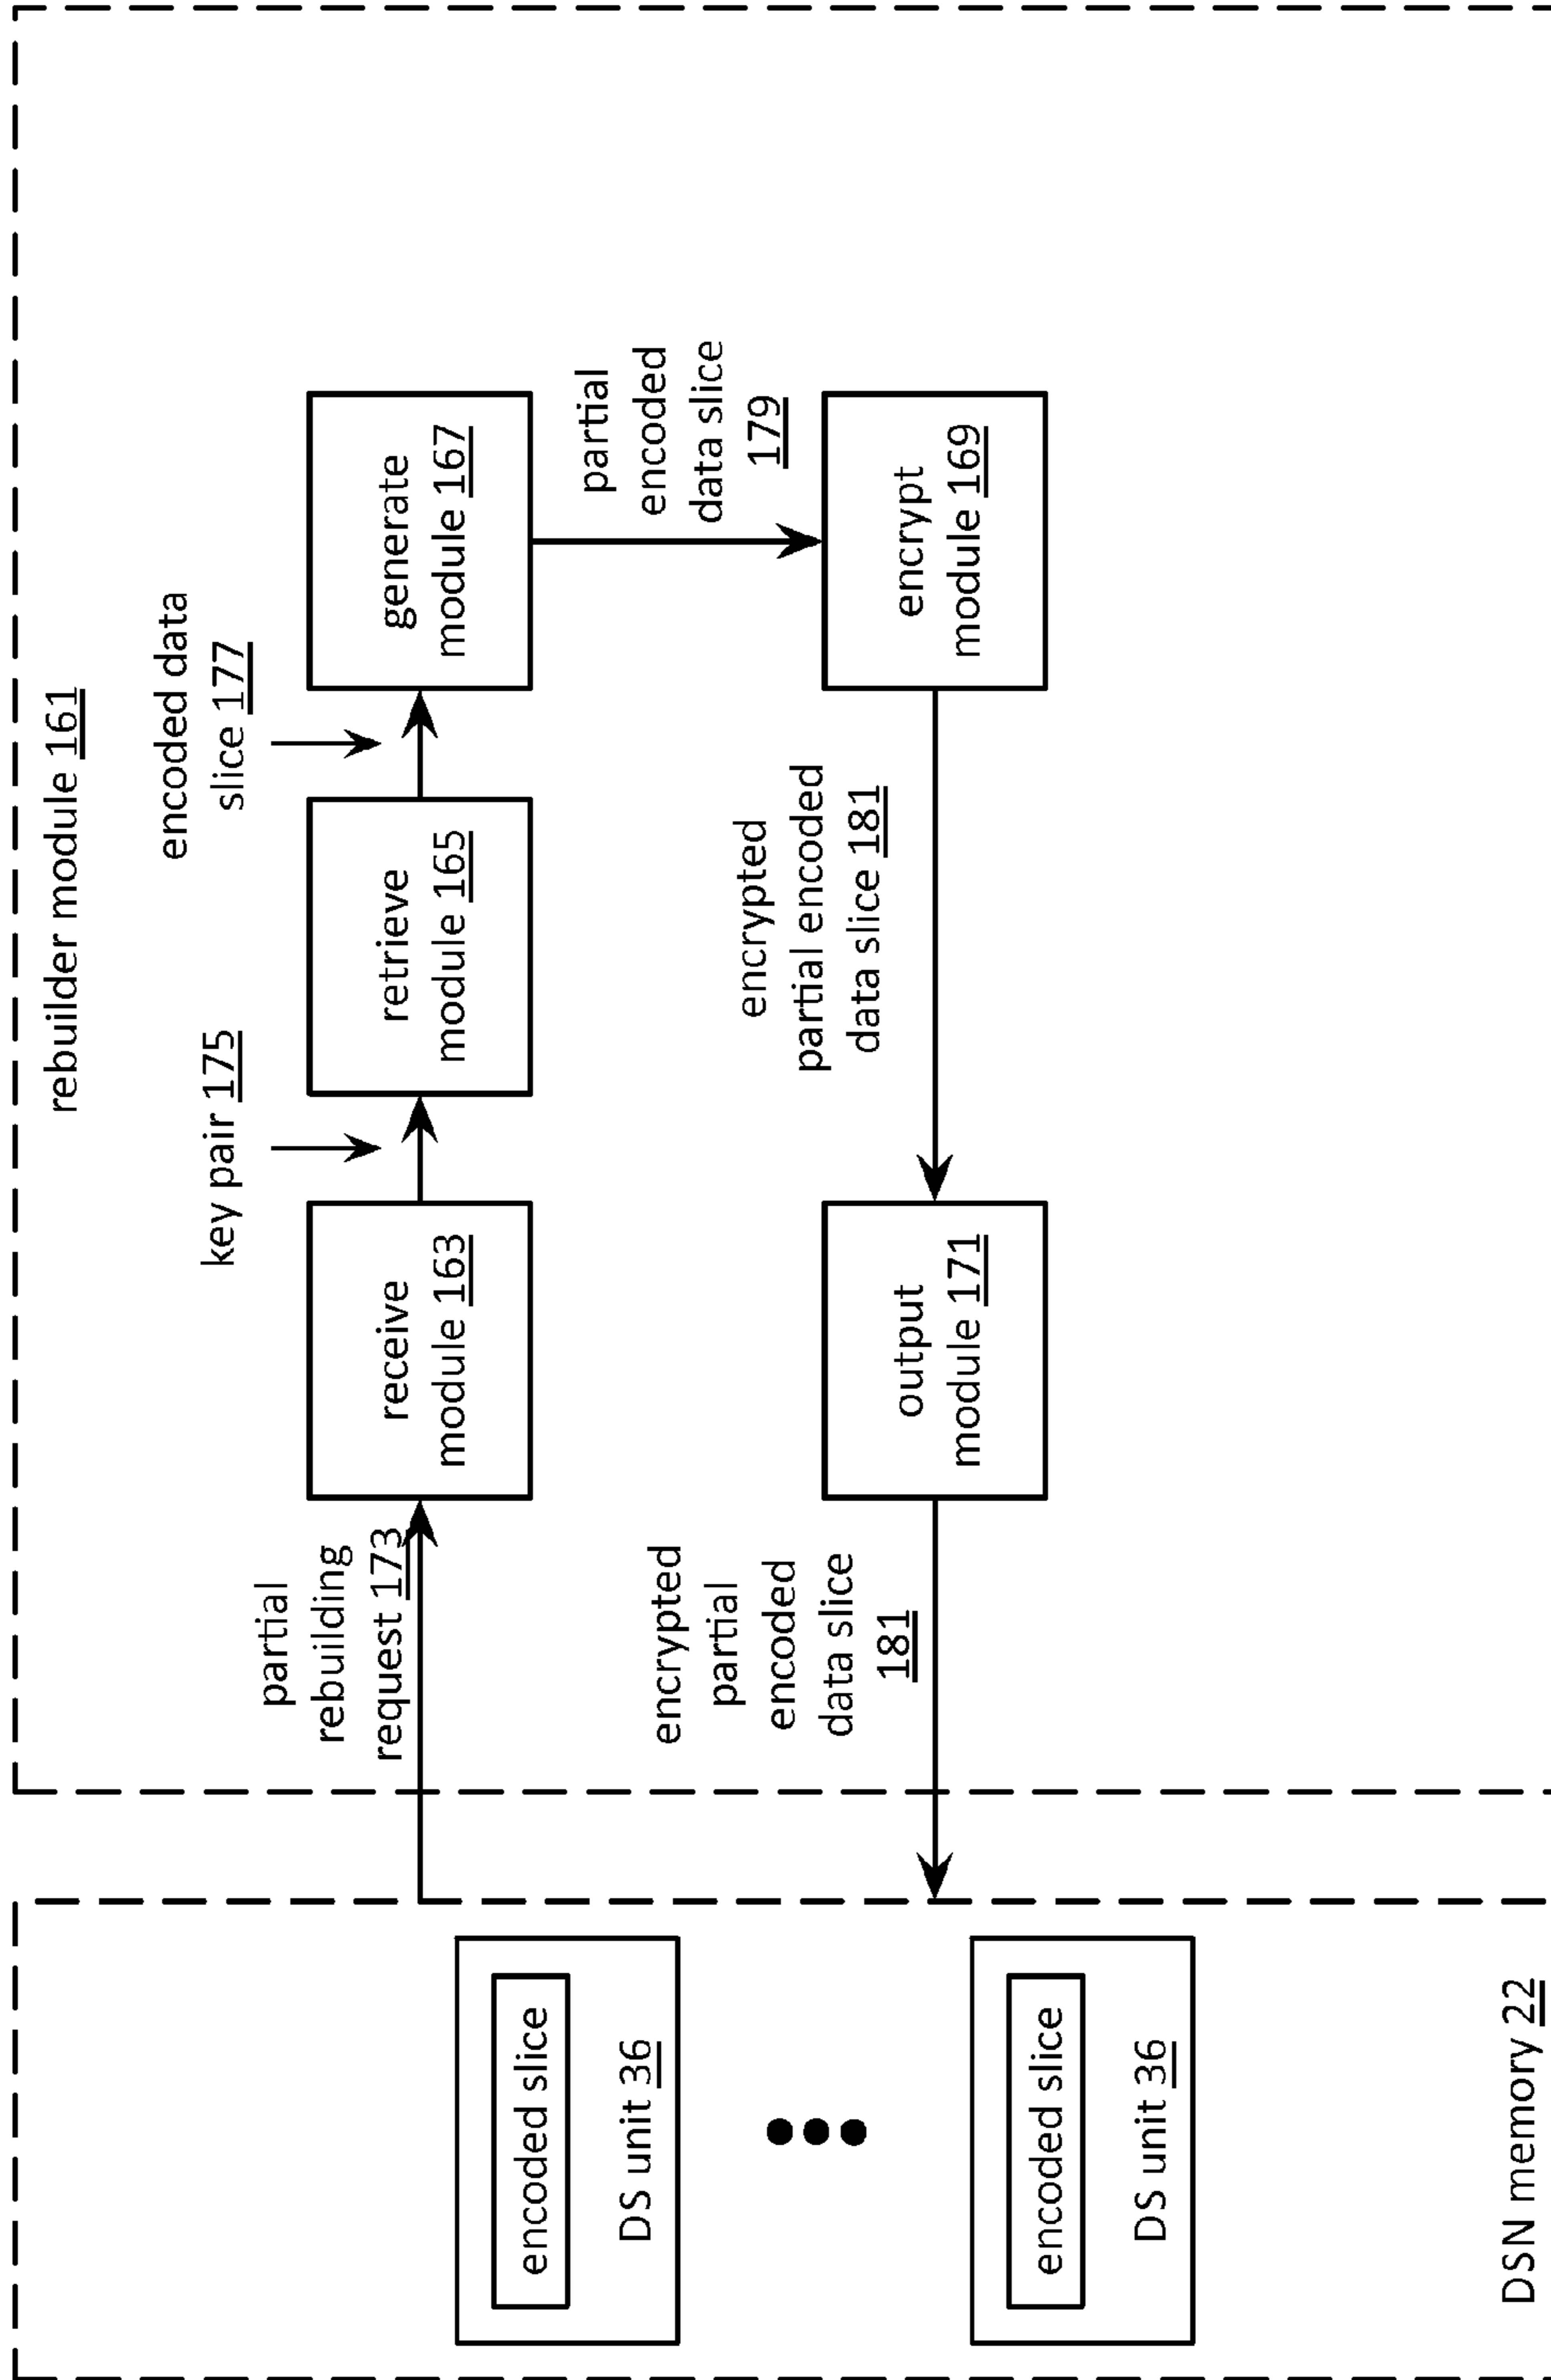 rebuilder module 161
key pair 175
encoded data
slice 177
partial
rebuilding
request 173
receive
module 163
retrieve
module 165
generate
module 167
partial
encoded
data slice
179
encrypted
partial
encoded
data slice
181
encrypted
partial encoded
data slice 181
output
module 171
encrypt
module 169
encoded slice
DS unit 36
encoded slice
DS unit 36
DSN memory 22